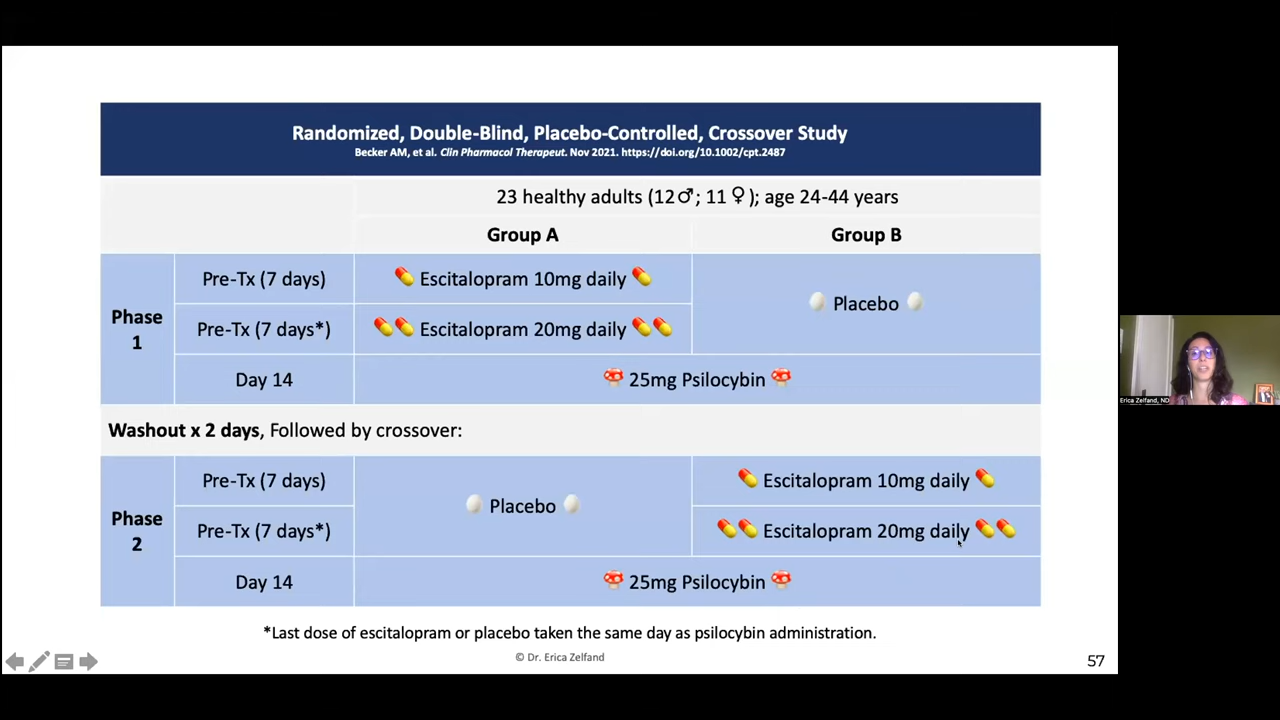 Randomized, Double-Blind, Placebo-Controlled, Crossover Study
Becker AM, et al. Clin Pharmacol Therapeut. Nov 2021. https://doi.org/10.1002/cpt.2487
23 healthy adults (12♂; 11 ♀); age 24-44 years
Group A
Group B
Phase
1
Pre-Tx (7 days)
Escitalopram 10mg daily
Placebo
Pre-Tx (7 days*)
Escitalopram 20mg daily
Day 14
25mg Psilocybin
Washout x 2 days, Followed by crossover:
Phase
2
Pre-Tx (7 days)
Placebo
Escitalopram 10mg daily
Pre-Tx (7 days*)
Escitalopram 20mg daily
Day 14
25mg Psilocybin
*Last dose of escitalopram or placebo taken the same day as psilocybin administration.
© Dr. Erica Zelfand
57
Erica Zelfand, ND